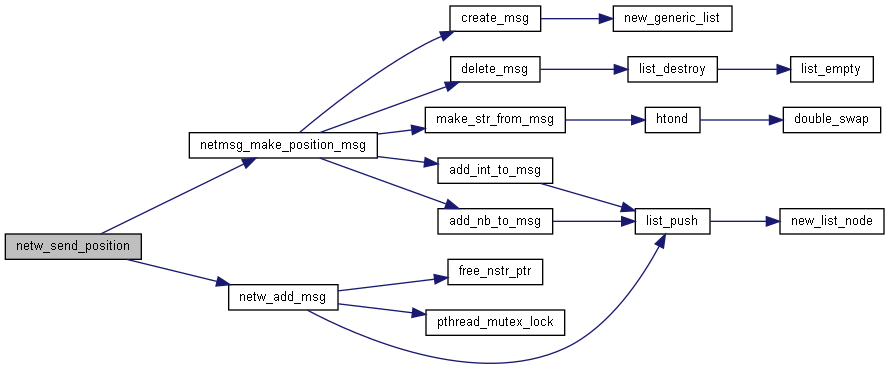 create_msg
new_generic_list
delete_msg
list_destroy
list_empty
make_str_from_msg
htond
double_swap
netmsg_make_position_msg
add_int_to_msg
add_nb_to_msg
list_push
new_list_node
netw_send_position
free_nstr_ptr
netw_add_msg
pthread_mutex_lock